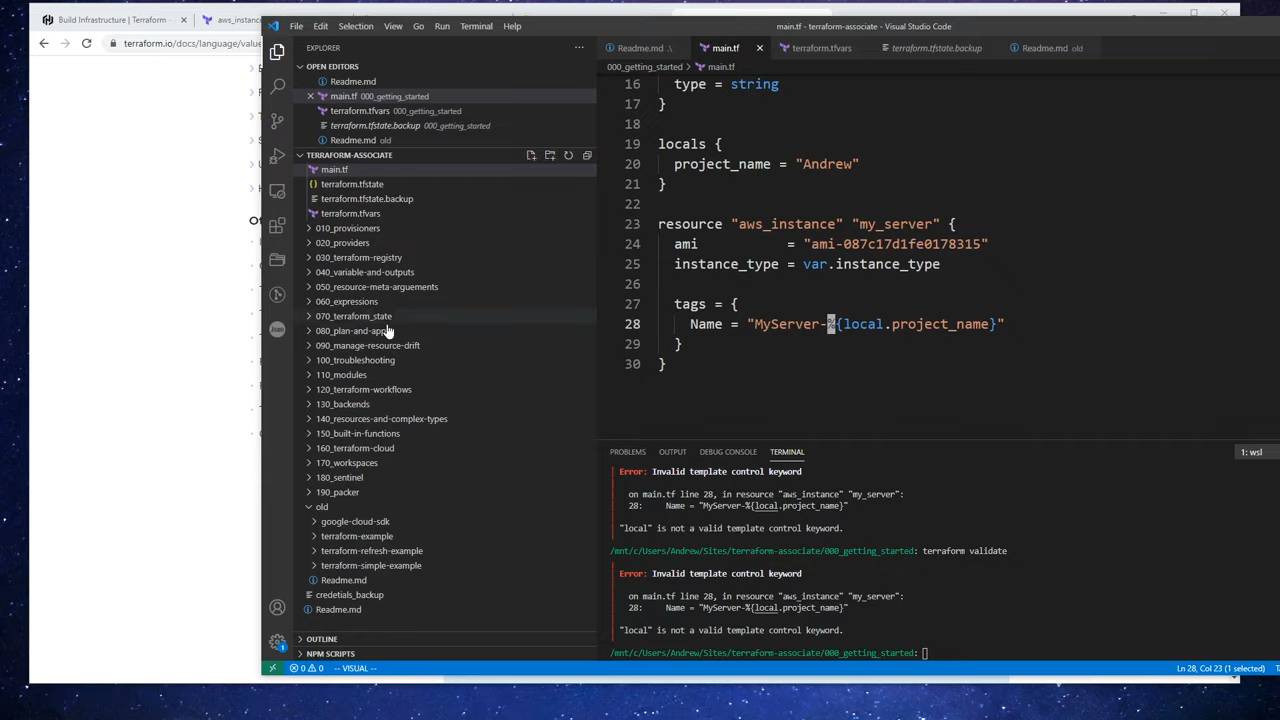 Build Infrastructure | Terraform -
aws_instanc
terraform.io/docs/language/value
File Edit Selection View Go Run Terminal Help
main.tf - terraform-associate - Visual Studio Code
EXPLORER
OPEN EDITORS
Readme.md
main.tf 000_getting_started
terraform.tfvars 000_getting_started
terraform.tfstate.backup 000_getting_started
Readme.md old
TERRAFORM-ASSOCIATE
main.tf
terraform.tfstate
terraform.tfstate.backup
terraform.tfvars
010_provisioners
020_providers
030_terraform-registry
040_variable-and-outputs
050_resource-meta-arguements
060_expressions
070_terraform_state
080_plan-and-app
090_manage-resource-drift
100_troubleshooting
110_modules
120_terraform-workflows
130_backends
140_resources-and-complex-types
150_built-in-functions
160_terraform-cloud
170_workspaces
180_sentinel
190_packer
old
google-cloud-sdk
terraform-example
terraform-refresh-example
terraform-simple-example
Readme.md
credetials_backup
Readme.md
OUTLINE
NPM SCRIPTS
Readme.md .\ main.tf terraform.tfvars terraform.tfstate.backup Readme.md old
000_getting_started > main.tf
16 type = string
17 }
18
19 locals {
20 project_name = "Andrew"
21 }
22
23 resource "aws_instance" "my_server" {
24 ami = "ami-087c17d1fe0178315"
25 instance_type = var.instance_type
26
27 tags = {
28 Name = "MyServer-%{local.project_name}"
29 }
30 }
PROBLEMS OUTPUT DEBUG CONSOLE TERMINAL 1: wsl
Error: Invalid template control keyword
on main.tf line 28, in resource "aws_instance" "my_server":
28: Name = "MyServer-%{local.project_name}"
"local" is not a valid template control keyword.
/mnt/c/Users/Andrew/Sites/terraform-associate/000_getting_started: terraform validate
Error: Invalid template control keyword
on main.tf line 28, in resource "aws_instance" "my_server":
28: Name = "MyServer-%{local.project_name}"
"local" is not a valid template control keyword.
/mnt/c/Users/Andrew/Sites/terraform-associate/000_getting_started:
0 0 -- VISUAL -- Ln 28, Col 23 (1 selected)